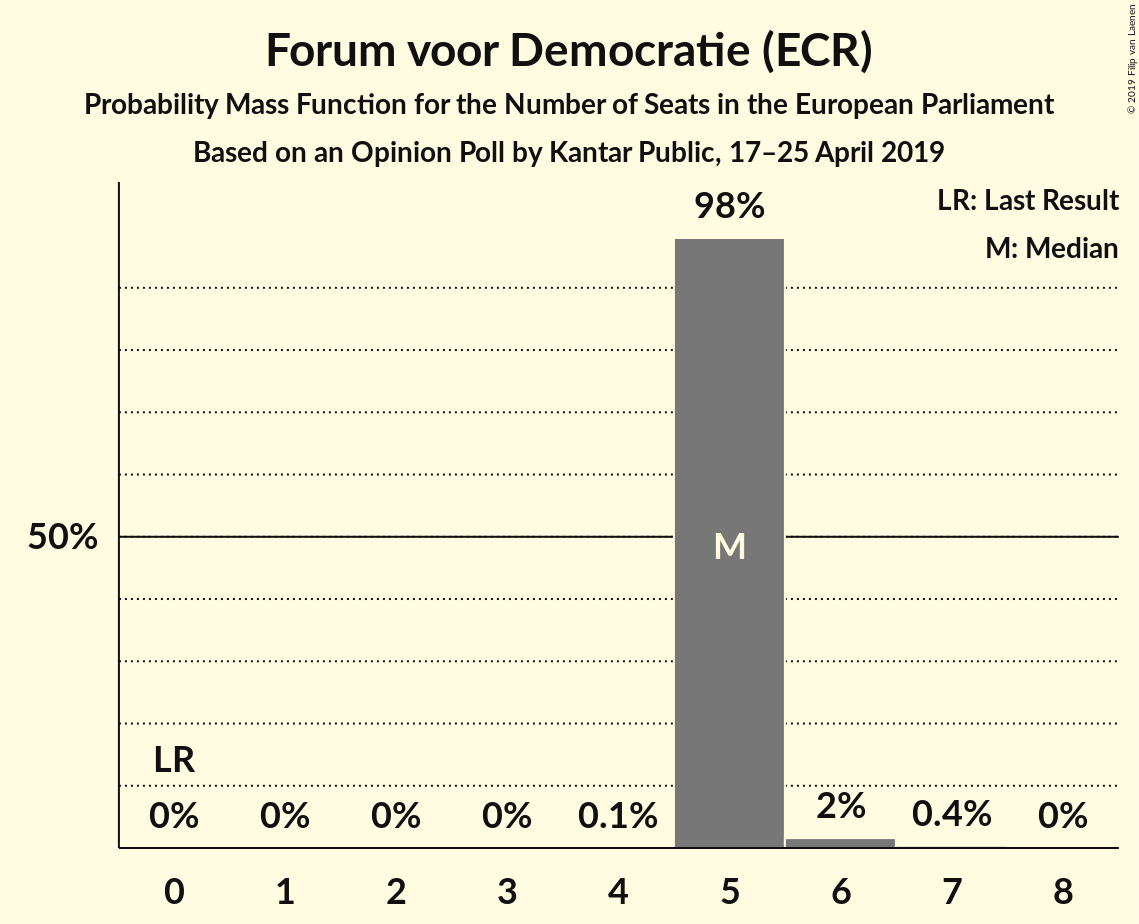 Forum voor Democratie (ECR)
Probability Mass Function for the Number of Seats in the European Parliament
Based on an Opinion Poll by Kantar Public, 17–25 April 2019
© 2019 Filip van Laenen
LR: Last Result
M: Median
98%
50%
M
LR
0% 0% 0% 0% 0.1% 2% 0.4% 0%
0 1 2 3 4 5 6 7 8